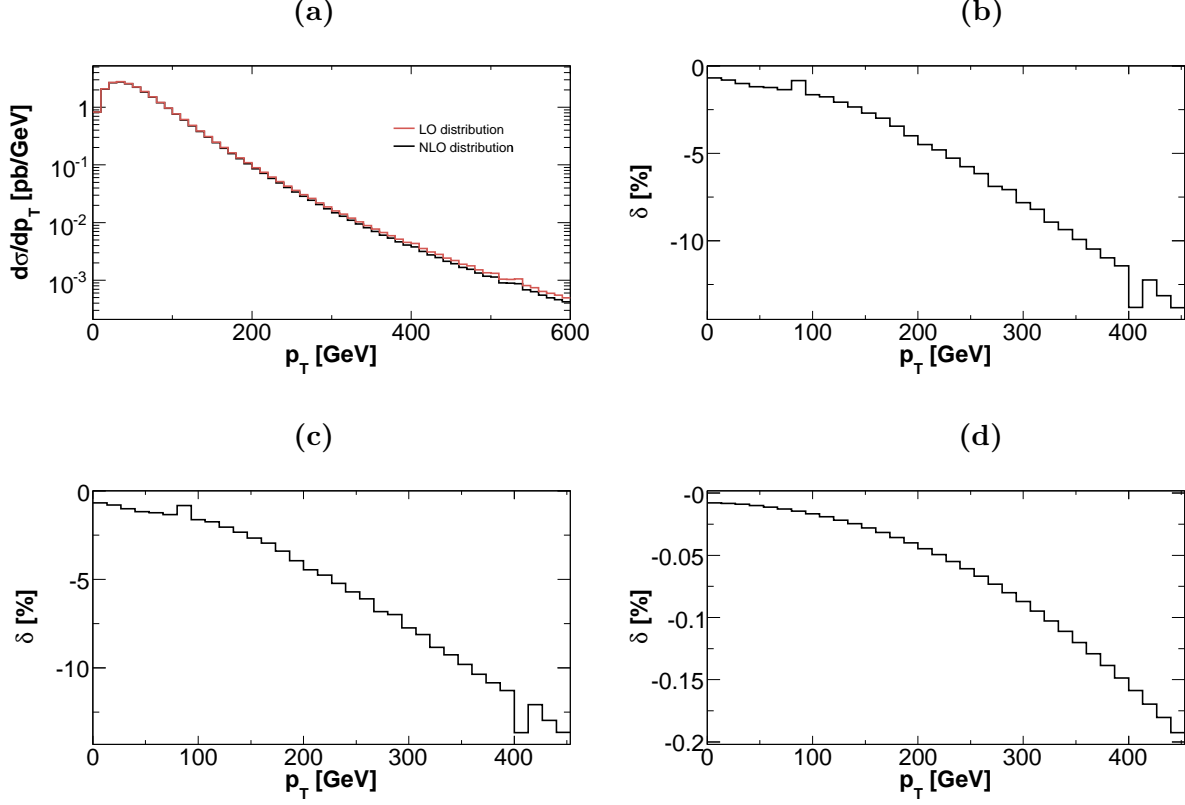 (a)
dσ/dp_T [pb/GeV]
1
10^-1
10^-2
10^-3
LO distribution
NLO distribution
0 200 400 600
p_T [GeV]
(b)
δ [%]
0
-5
-10
0 100 200 300 400
p_T [GeV]
(c)
δ [%]
0
-5
-10
0 100 200 300 400
p_T [GeV]
(d)
δ [%]
-0
-0.05
-0.1
-0.15
-0.2
0 100 200 300 400
p_T [GeV]